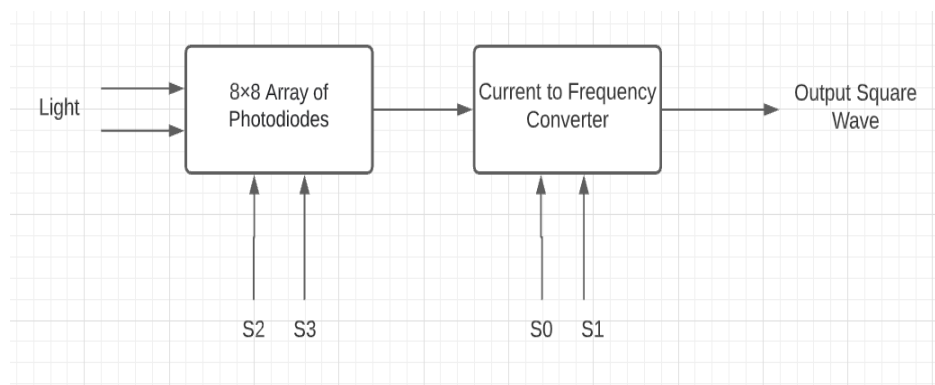 Light
8×8 Array of
Photodiodes
Current to Frequency
Converter
Output Square
Wave
S2
S3
S0
S1